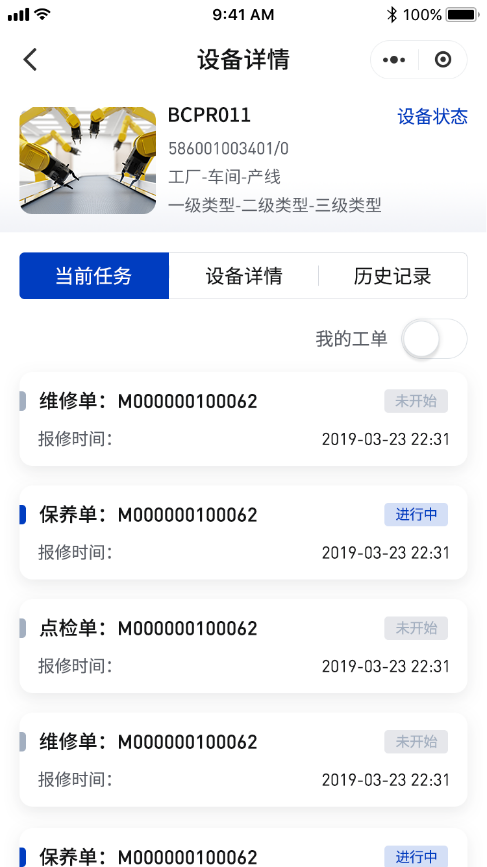 9:41 AM 100%
设备详情
BCPR011 设备状态
586001003401/0
工厂-车间-产线
一级类型-二级类型-三级类型
当前任务 设备详情 历史记录
我的工单
维修单：M000000100062 未开始
报修时间： 2019-03-23 22:31
保养单：M000000100062 进行中
报修时间： 2019-03-23 22:31
点检单：M000000100062 未开始
报修时间： 2019-03-23 22:31
维修单：M000000100062 未开始
报修时间： 2019-03-23 22:31
保养单：M000000100062 进行中